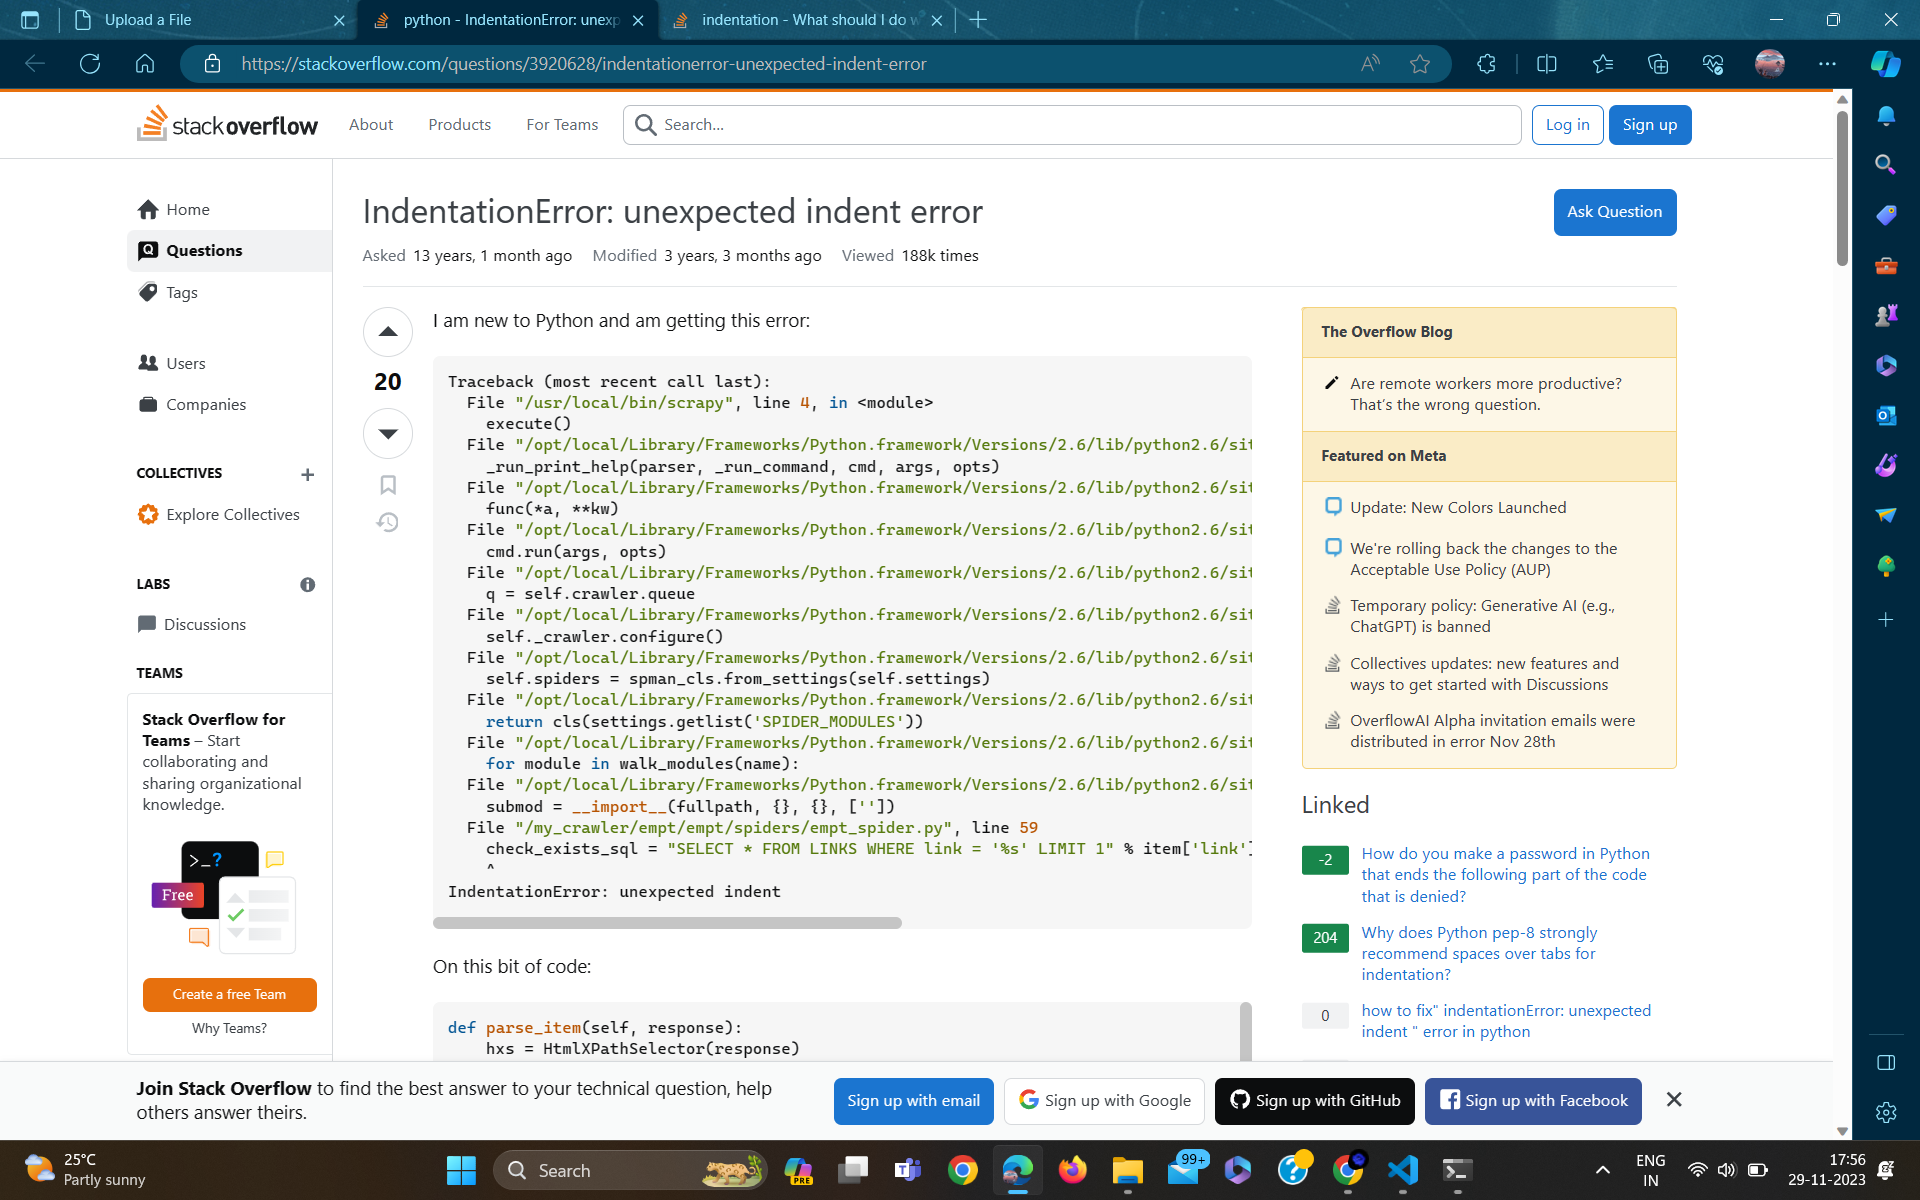 Upload a File
python - IndentationError: unexp
indentation - What should I do w
https://stackoverflow.com/questions/3920628/indentationerror-unexpected-indent-error
stackoverflow
About
Products
For Teams
Search...
Log in
Sign up
Home
Questions
Tags
Users
Companies
COLLECTIVES
Explore Collectives
LABS
Discussions
TEAMS
Stack Overflow for
Teams – Start
collaborating and
sharing organizational
knowledge.
>_?
Free
Create a free Team
Why Teams?
IndentationError: unexpected indent error
Ask Question
Asked 13 years, 1 month ago Modified 3 years, 3 months ago Viewed 188k times
20
I am new to Python and am getting this error:
Traceback (most recent call last):
File "/usr/local/bin/scrapy", line 4, in <module>
execute()
File "/opt/local/Library/Frameworks/Python.framework/Versions/2.6/lib/python2.6/sit
_run_print_help(parser, _run_command, cmd, args, opts)
File "/opt/local/Library/Frameworks/Python.framework/Versions/2.6/lib/python2.6/sit
func(*a, **kw)
File "/opt/local/Library/Frameworks/Python.framework/Versions/2.6/lib/python2.6/sit
cmd.run(args, opts)
File "/opt/local/Library/Frameworks/Python.framework/Versions/2.6/lib/python2.6/sit
q = self.crawler.queue
File "/opt/local/Library/Frameworks/Python.framework/Versions/2.6/lib/python2.6/sit
self._crawler.configure()
File "/opt/local/Library/Frameworks/Python.framework/Versions/2.6/lib/python2.6/sit
self.spiders = spman_cls.from_settings(self.settings)
File "/opt/local/Library/Frameworks/Python.framework/Versions/2.6/lib/python2.6/sit
return cls(settings.getlist('SPIDER_MODULES'))
File "/opt/local/Library/Frameworks/Python.framework/Versions/2.6/lib/python2.6/sit
for module in walk_modules(name):
File "/opt/local/Library/Frameworks/Python.framework/Versions/2.6/lib/python2.6/sit
submod = __import__(fullpath, {}, {}, [''])
File "/my_crawler/empt/empt/spiders/empt_spider.py", line 59
check_exists_sql = "SELECT * FROM LINKS WHERE link = '%s' LIMIT 1" % item['link']
^
IndentationError: unexpected indent
On this bit of code:
def parse_item(self, response):
hxs = HtmlXPathSelector(response)
The Overflow Blog
Are remote workers more productive?
That's the wrong question.
Featured on Meta
Update: New Colors Launched
We're rolling back the changes to the
Acceptable Use Policy (AUP)
Temporary policy: Generative AI (e.g.,
ChatGPT) is banned
Collectives updates: new features and
ways to get started with Discussions
OverflowAI Alpha invitation emails were
distributed in error Nov 28th
Linked
-2
How do you make a password in Python
that ends the following part of the code
that is denied?
204
Why does Python pep-8 strongly
recommend spaces over tabs for
indentation?
0
how to fix" indentationError: unexpected
indent " error in python
Join Stack Overflow to find the best answer to your technical question, help
others answer theirs.
Sign up with email
Sign up with Google
Sign up with GitHub
Sign up with Facebook
25°C
Partly sunny
Search
PRE
99+
ENG
IN
17:56
29-11-2023